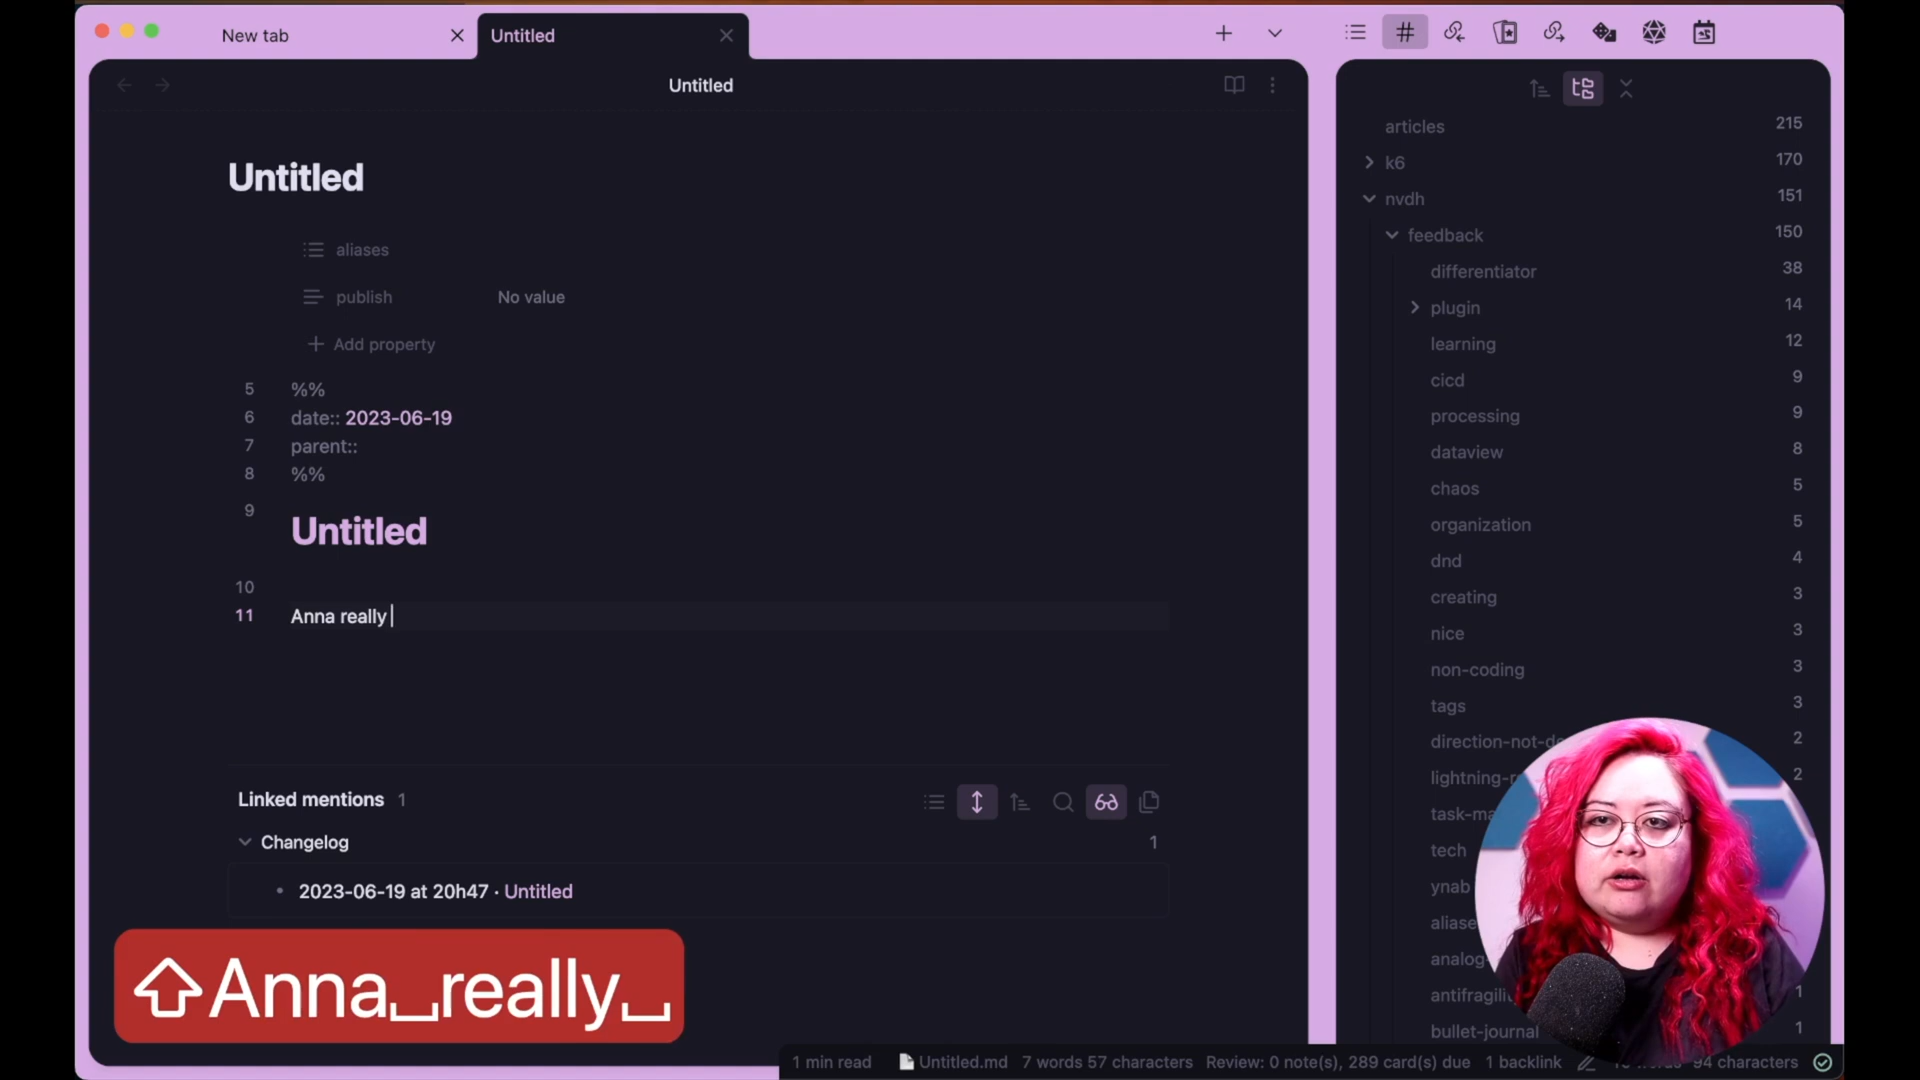 New tab
Untitled
Untitled
Untitled
aliases
publish No value
Add property
5 %%
6 date:: 2023-06-19
7 parent::
8 %%
9 Untitled
10
11 Anna really
Linked mentions 1
Changelog 1
2023-06-19 at 20h47 · Untitled
Anna␣really␣
articles 215
k6 170
nvdh 151
feedback 150
differentiator 38
plugin 14
learning 12
cicd 9
processing 9
dataview 8
chaos 5
organization 5
dnd 4
creating 3
nice 3
non-coding 3
tags 3
2
2
tech
ynab
1
bullet-journal 1
1 min read Untitled.md 7 words 57 characters Review: 0 note(s), 289 card(s) due 1 backlink 94 characters